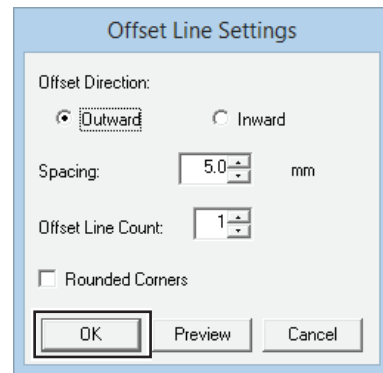 Offset Line Settings
Offset Direction:
Outward Inward
Spacing: 5.0 mm
Offset Line Count: 1
Rounded Corners
OK Preview Cancel